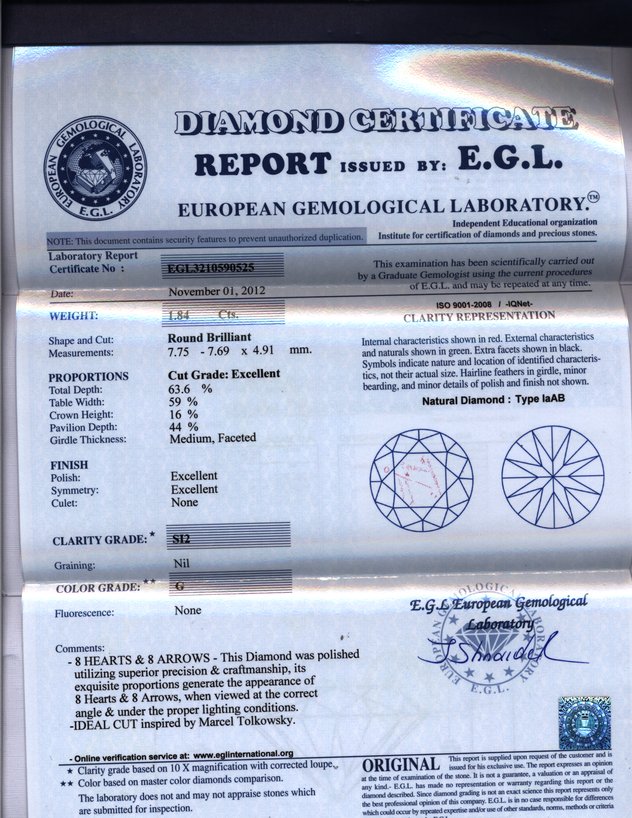 DIAMOND CERTIFICATE
REPORT ISSUED BY: E.G.L.
EUROPEAN GEMOLOGICAL LABORATORY.™
EUROPEAN GEMOLOGICAL LABORATORY
E.G.L.
Independent Educational organization
Institute for certification of diamonds and precious stones.
NOTE: This document contains security features to prevent unauthorized duplication.
Laboratory Report
Certificate No : EGL3210590525
Date: November 01, 2012
WEIGHT: 1.84 Cts.
Shape and Cut: Round Brilliant
Measurements: 7.75 - 7.69 x 4.91 mm.
PROPORTIONS Cut Grade: Excellent
Total Depth: 63.6 %
Table Width: 59 %
Crown Height: 16 %
Pavilion Depth: 44 %
Girdle Thickness: Medium, Faceted
FINISH
Polish: Excellent
Symmetry: Excellent
Culet: None
CLARITY GRADE: * SI2
Graining: Nil
COLOR GRADE: ** G
Fluorescence: None
Comments:
- 8 HEARTS & 8 ARROWS - This Diamond was polished
utilizing superior precision & craftmanship, its
exquisite proportions generate the appearance of
8 Hearts & 8 Arrows, when viewed at the correct
angle & under the proper lighting conditions.
-IDEAL CUT inspired by Marcel Tolkowsky.
- Online verification service at: www.eglinternational.org
★ Clarity grade based on 10 X magnification with corrected loupe.
★★ Color based on master color diamonds comparison.
The laboratory does not and may not appraise stones which
are submitted for inspection.
This examination has been scientifically carried out
by a Graduate Gemologist using the current procedures
of E.G.L. and may be repeated at any time.
ISO 9001-2008 / -IQNet-
CLARITY REPRESENTATION
Internal characteristics shown in red. External characteristics
and naturals shown in green. Extra facets shown in black.
Symbols indicate nature and location of identified characteris-
tics, not their actual size. Hairline feathers in girdle, minor
bearding, and minor details of polish and finish not shown.
Natural Diamond : Type IaAB
E.G.L European Gemological
Laboratory
E.G.L.
ORIGINAL This report is supplied upon request of the customer and is
issued for his exclusive use. The report expresses an opinion
at the time of examination of the stone. It is not a guarantee, a valuation or appraisal of
any kind.- E.G.L. has made no representation or warranty regarding this report or the
diamond described. Since diamond grading is not an exact science this report represents only
the best professional opinion of this company. E.G.L. is in no case responsible for differences
which could occur by repeated expertise and/or use of other standards, norms, methods or criteria